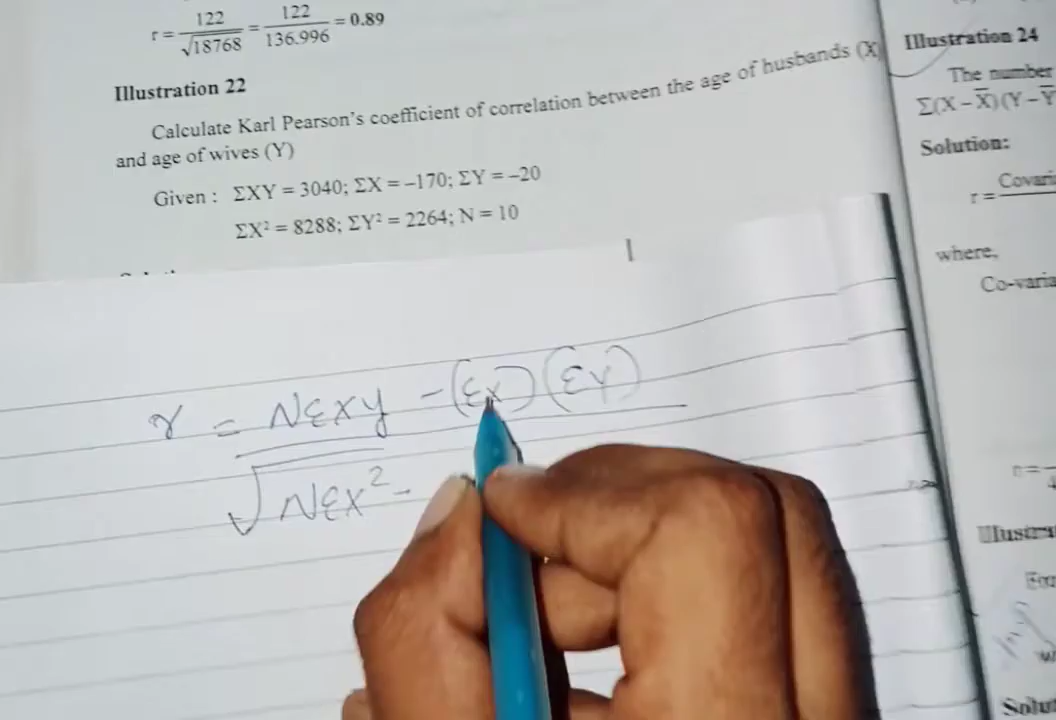 r = 122 / √18768 = 122 / 136.996 = 0.89
Illustration 22
Calculate Karl Pearson's coefficient of correlation between the age of husbands (X)
and age of wives (Y)
Given : ΣXY = 3040; ΣX = –170; ΣY = –20
ΣX² = 8288; ΣY² = 2264; N = 10
r = NΣXY - (ΣX) (ΣY)
√NΣX² -
Illustration 24
The number
Σ(X – X̄)(Y – Y̅
Solution:
r =
where,
r =